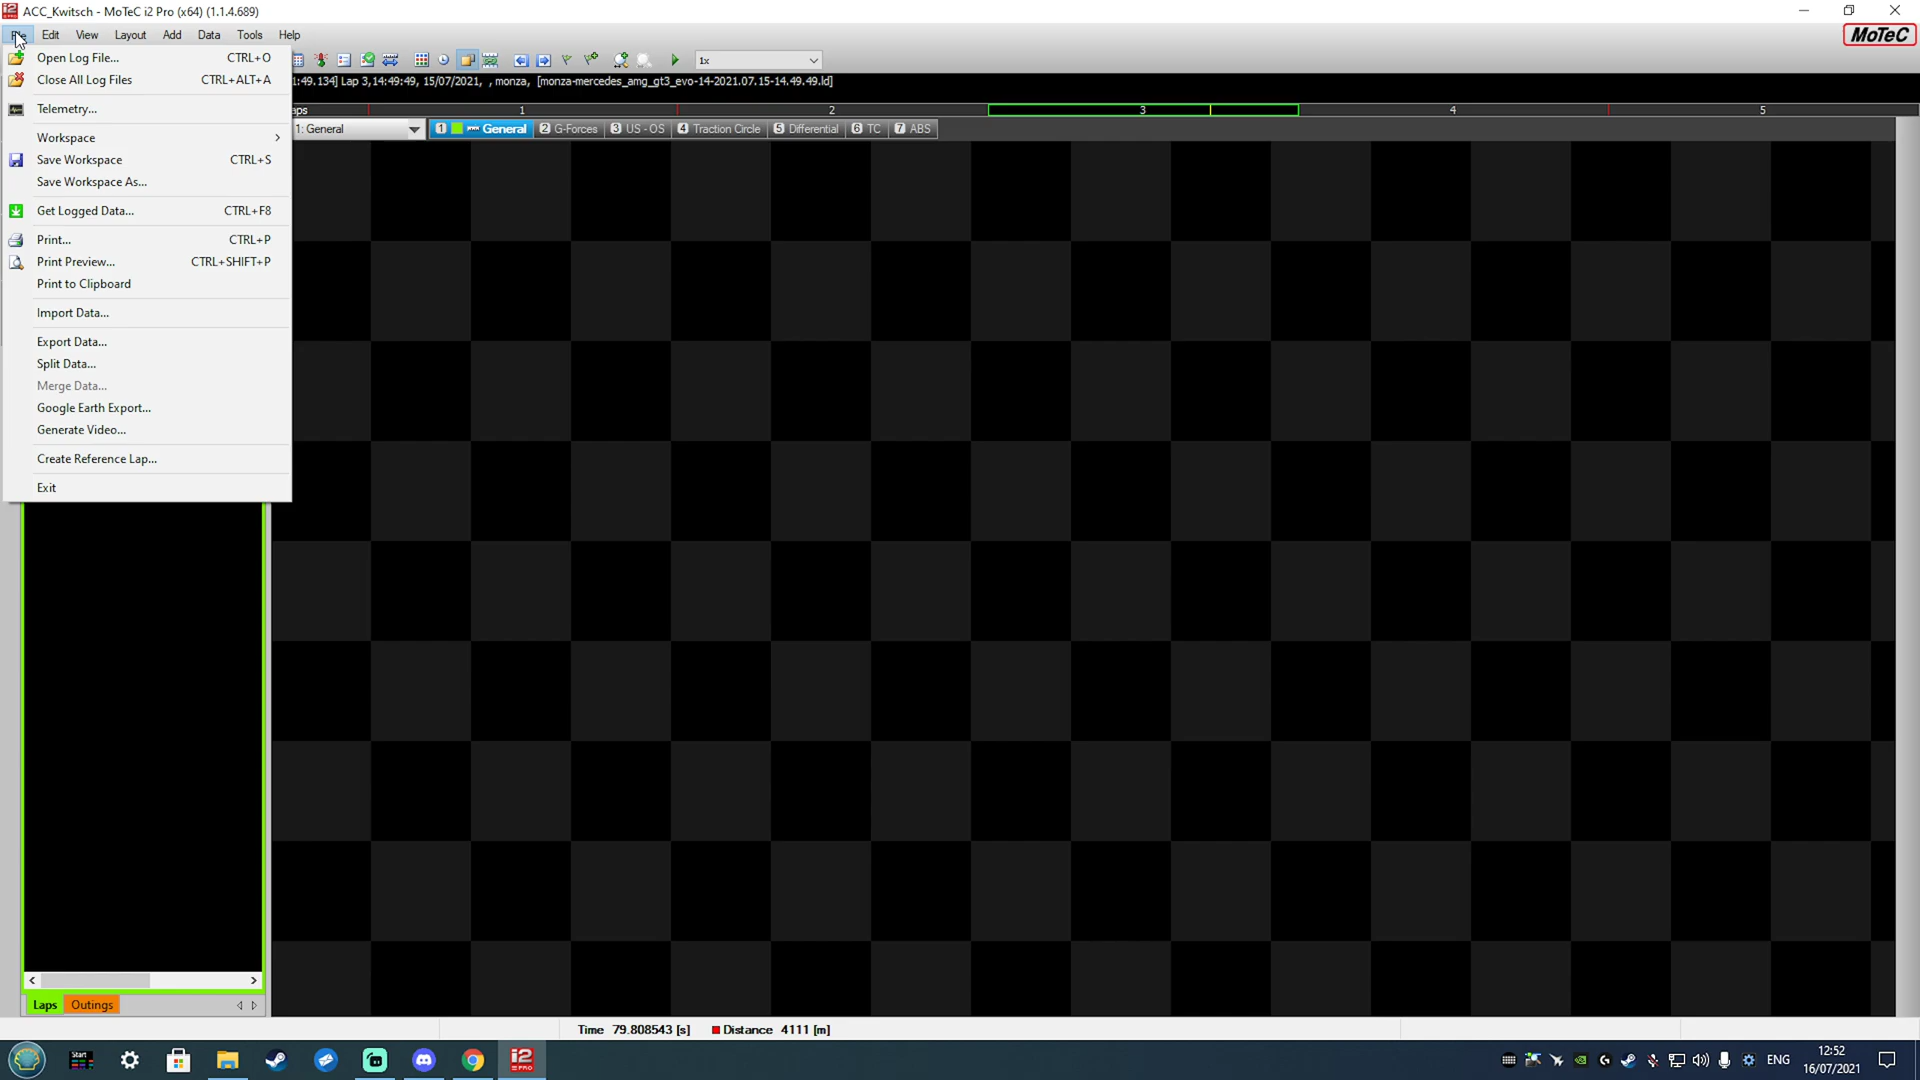 ACC_Kwitsch - MoTeC i2 Pro (x64) (1.1.4.689)
Edit View Layout Add Data Tools Help
MoTeC
Open Log File... CTRL+O
Close All Log Files CTRL+ALT+A
Telemetry...
Workspace
Save Workspace CTRL+S
Save Workspace As...
Get Logged Data... CTRL+F8
Print... CTRL+P
Print Preview... CTRL+SHIFT+P
Print to Clipboard
Import Data...
Export Data...
Split Data...
Merge Data...
Google Earth Export...
Generate Video...
Create Reference Lap...
Exit
1x
1:49.134] Lap 3,14:49:49, 15/07/2021, , monza, [monza-mercedes_amg_gt3_evo-14-2021.07.15-14.49.49.ld]
aps 1 2 3 4 5
1: General 1 General 2 G-Forces 3 US - OS 4 Traction Circle 5 Differential 6 TC 7 ABS
Laps Outings
Time 79.808543 [s] Distance 4111 [m]
Start
i2 PRO
ENG
12:52
16/07/2021